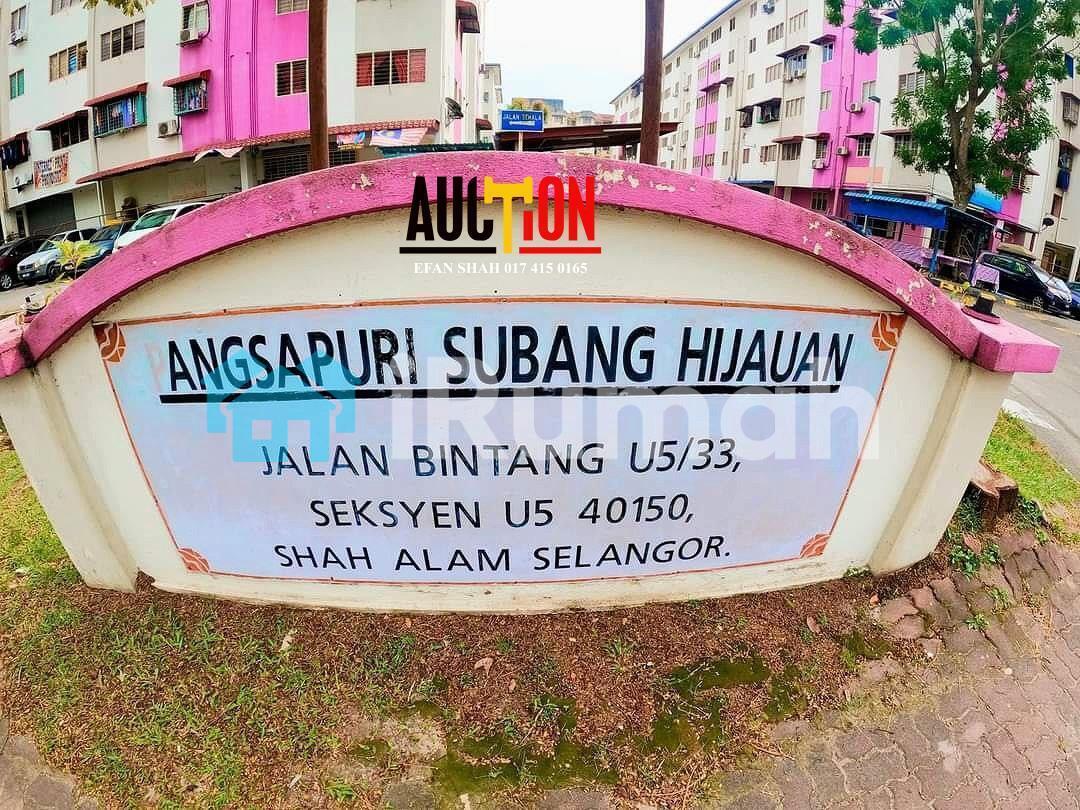 JALAN TEMALA
AUCTION
EFAN SHAH 017 415 0165
ANGSAPURI SUBANG HIJAUAN
iRumah
JALAN BINTANG U5/33,
SEKSYEN U5 40150,
SHAH ALAM SELANGOR.